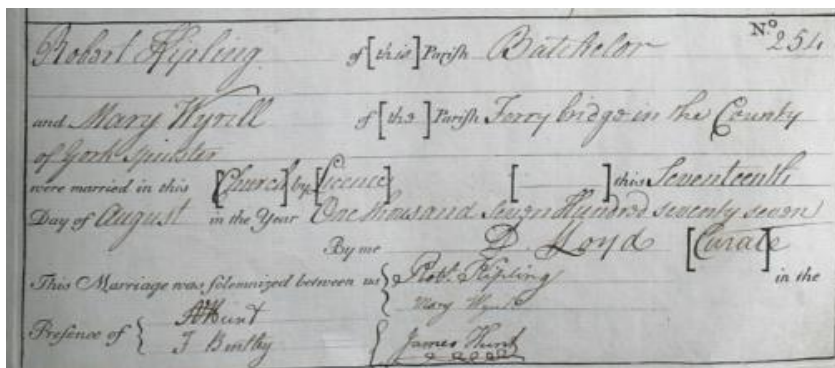 Robert Kipling of [this] Parish Batchelor No. 254
and Mary Wyrill of [the] Parish Ferry bridge in the County
of York Spinster
were married in this [Church] by [Licence] [ ] this Seventeenth
Day of August in the Year One thousand Seven Hundred seventy seven
By me D. Lloyd [Curate]
This Marriage was solemnized between us } Robt. Kipling in the
Mary Wyrill
Presence of { Hunt
T Bentley { James Hunt